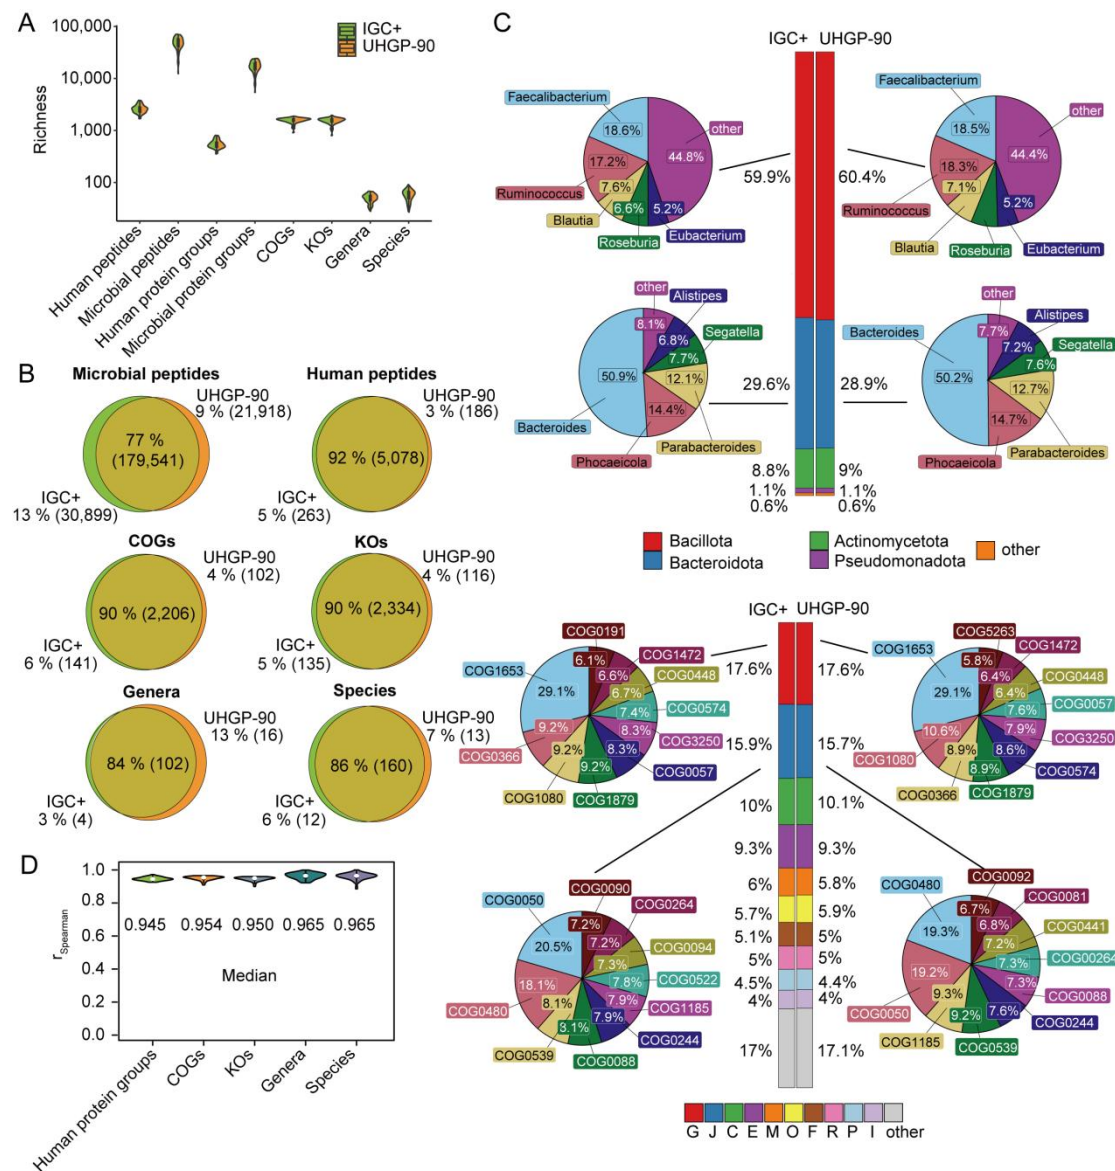 A
100,000
10,000
1,000
100
Richness
IGC+
UHGP-90
Human peptides
Microbial peptides
Human protein groups
Microbial protein groups
COGs
KOs
Genera
Species
B
Microbial peptides
UHGP-90
9 % (21,918)
77 %
(179,541)
IGC+
13 % (30,899)
Human peptides
UHGP-90
3 % (186)
92 % (5,078)
IGC+
5 % (263)
COGs
UHGP-90
4 % (102)
90 % (2,206)
IGC+
6 % (141)
KOs
UHGP-90
4 % (116)
90 % (2,334)
IGC+
5 % (135)
Genera
UHGP-90
13 % (16)
84 % (102)
IGC+
3 % (4)
Species
UHGP-90
7 % (13)
86 % (160)
IGC+
6 % (12)
D
1.0
0.8
0.6
0.4
0.2
0.0
rSpearman
0.945
0.954
0.950
0.965
0.965
Median
Human protein groups
COGs
KOs
Genera
Species
C
IGC+
UHGP-90
Faecalibacterium
18.6%
other
44.8%
17.2%
Ruminococcus
7.6%
Blautia
6.6%
Roseburia
5.2%
Eubacterium
59.9%
60.4%
Faecalibacterium
18.5%
other
44.4%
18.3%
Ruminococcus
7.1%
Blautia
Roseburia
5.2%
Eubacterium
other
8.1%
Alistipes
6.8%
Segatella
7.7%
12.1%
Parabacteroides
14.4%
Phocaeicola
50.9%
Bacteroides
29.6%
28.9%
other
7.7%
Alistipes
7.2%
Segatella
7.6%
12.7%
Parabacteroides
14.7%
Phocaeicola
50.2%
Bacteroides
8.8%
9%
1.1%
1.1%
0.6%
0.6%
Bacillota
Bacteroidota
Actinomycetota
Pseudomonadota
other
IGC+
UHGP-90
COG0191
6.1%
COG1472
6.6%
COG0448
6.7%
COG0574
7.4%
COG3250
8.3%
COG0057
8.3%
COG1879
9.2%
COG1080
9.2%
COG0366
9.2%
COG1653
29.1%
17.6%
17.6%
COG5263
5.8%
COG1472
6.4%
COG0448
6.4%
COG0057
7.6%
COG3250
7.9%
COG0574
8.6%
COG1879
8.9%
COG0366
8.9%
COG1080
10.6%
COG1653
29.1%
15.9%
15.7%
10%
10.1%
9.3%
9.3%
6%
5.8%
5.7%
5.9%
5.1%
5%
5%
5%
4.5%
4.4%
4%
4%
17%
17.1%
COG0090
7.2%
COG0264
7.2%
COG0094
7.3%
COG0522
7.8%
COG1185
7.9%
COG0244
7.9%
COG0088
COG0539
8.1%
COG0480
18.1%
COG0050
20.5%
COG0092
6.7%
COG0081
6.8%
COG0441
7.2%
COG00264
7.3%
COG0088
7.3%
COG0244
7.6%
COG0539
9.2%
COG1185
9.3%
COG0050
19.2%
COG0480
19.3%
G
J
C
E
M
O
F
R
P
I
other